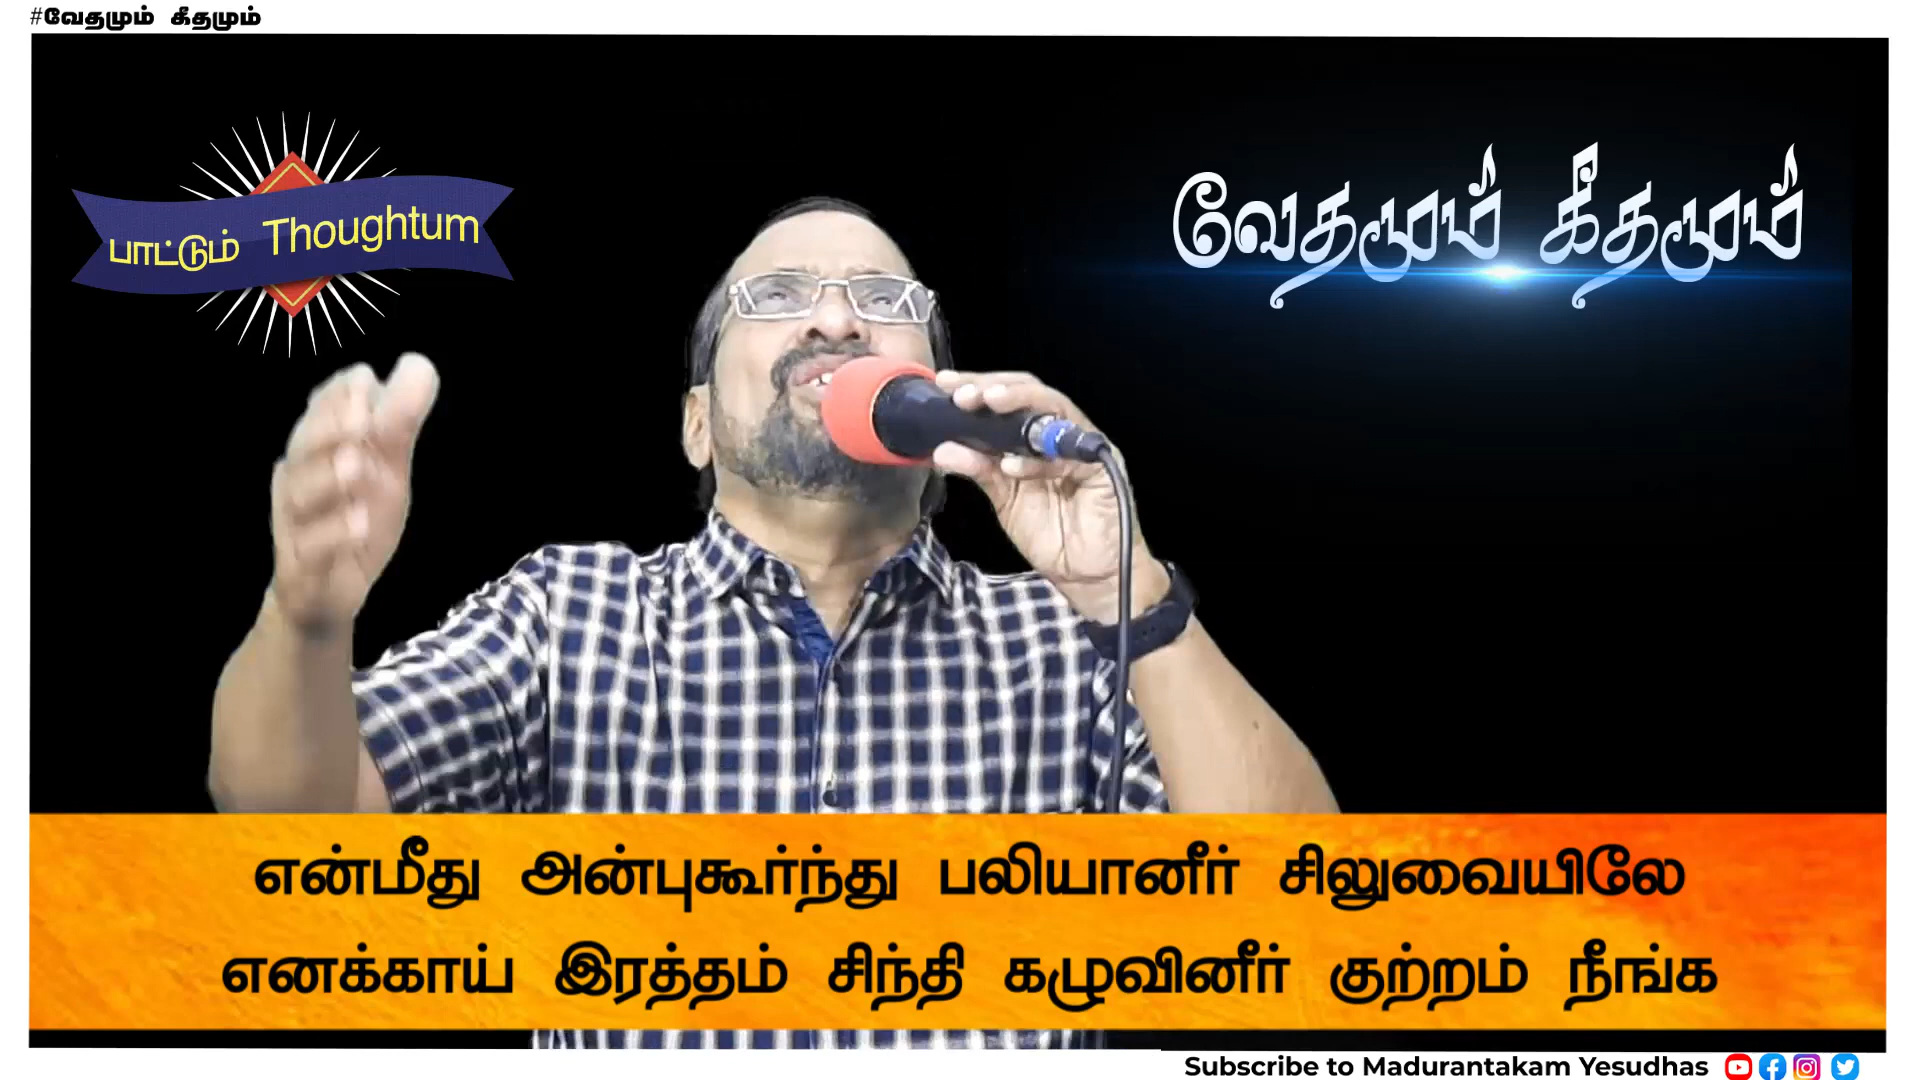 #வேதமும் கீதமும்
பாட்டும் Thoughtum
வேதமும் கீதமும்
என்மீது அன்புகூர்ந்து பலியானீர் சிலுவையிலே
எனக்காய் இரத்தம் சிந்தி கழுவினீர் குற்றம் நீங்க
Subscribe to Madurantakam Yesudhas